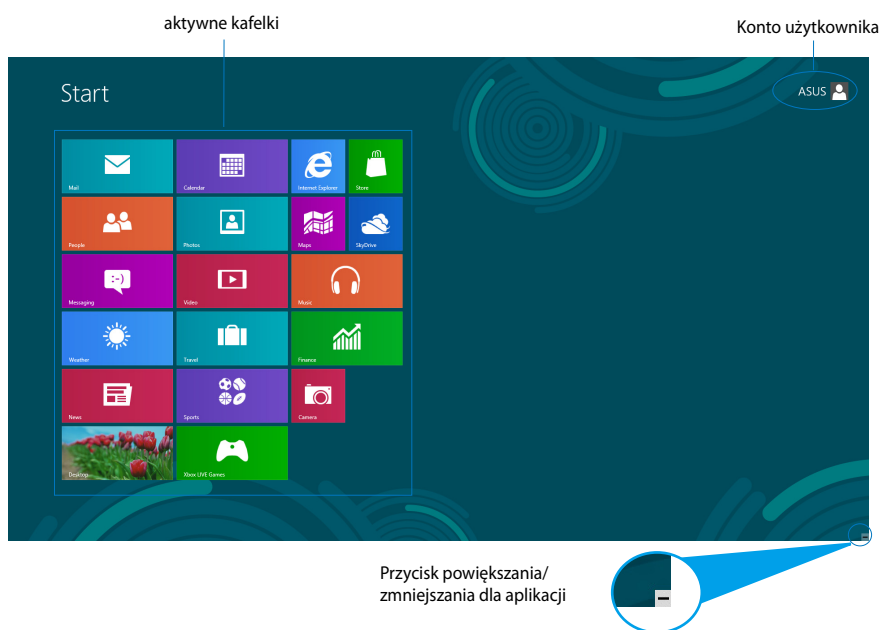 aktywne kafelki
Konto użytkownika
Start
ASUS
Mail
Calendar
Internet Explorer
Store
People
Photos
Maps
SkyDrive
Messaging
Video
Music
Weather
Travel
Finance
News
Sports
Camera
Desktop
Xbox LIVE Games
Przycisk powiększania/
zmniejszania dla aplikacji